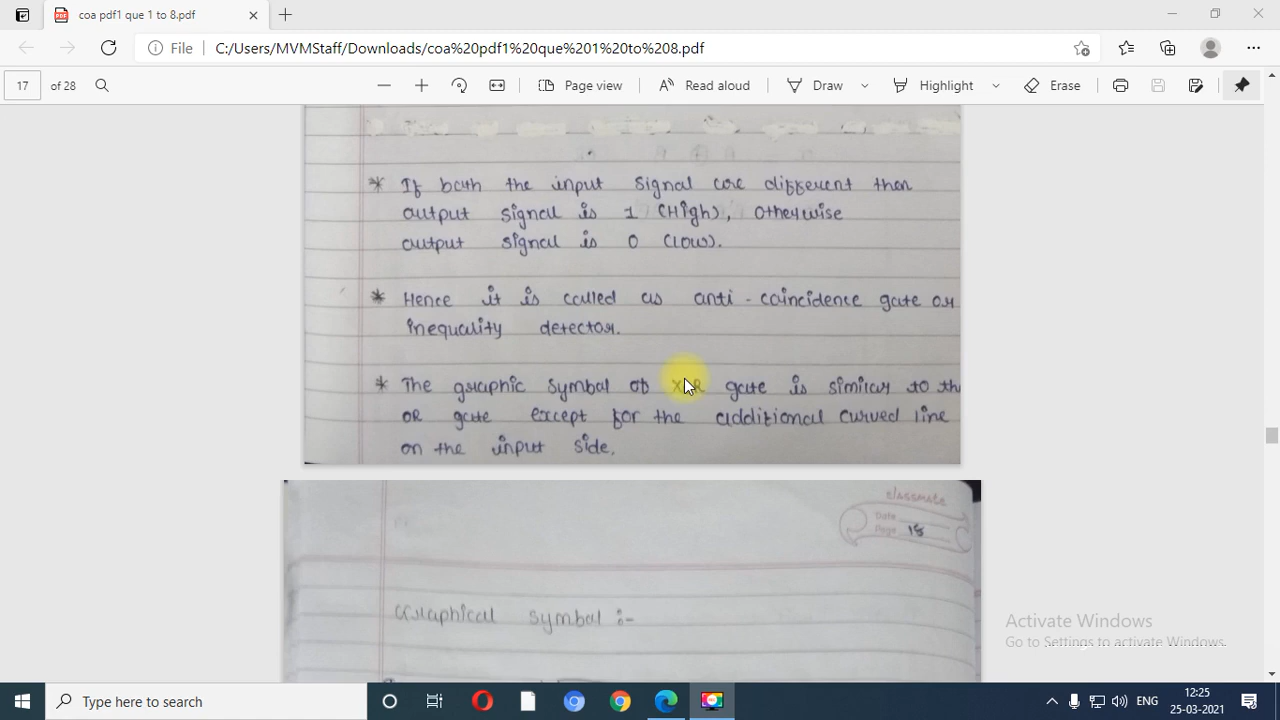 coa pdf1 que 1 to 8.pdf
File C:/Users/MVMStaff/Downloads/coa%20pdf1%20que%201%20to%208.pdf
17 of 28 Page view Read aloud Draw Highlight Erase
* If both the input signal are different then
output signal is 1 (High), otherwise
output signal is 0 (low).
* Hence it is called as anti-coincidence gate or
inequality detector.
* The graphic symbol of XOR gate is similar to th
OR gate except for the additional curved line
on the input side.
classmate
Date
Page 18
Graphical symbol :-
Activate Windows
Go to Settings to activate Windows.
Type here to search
ENG
12:25
25-03-2021